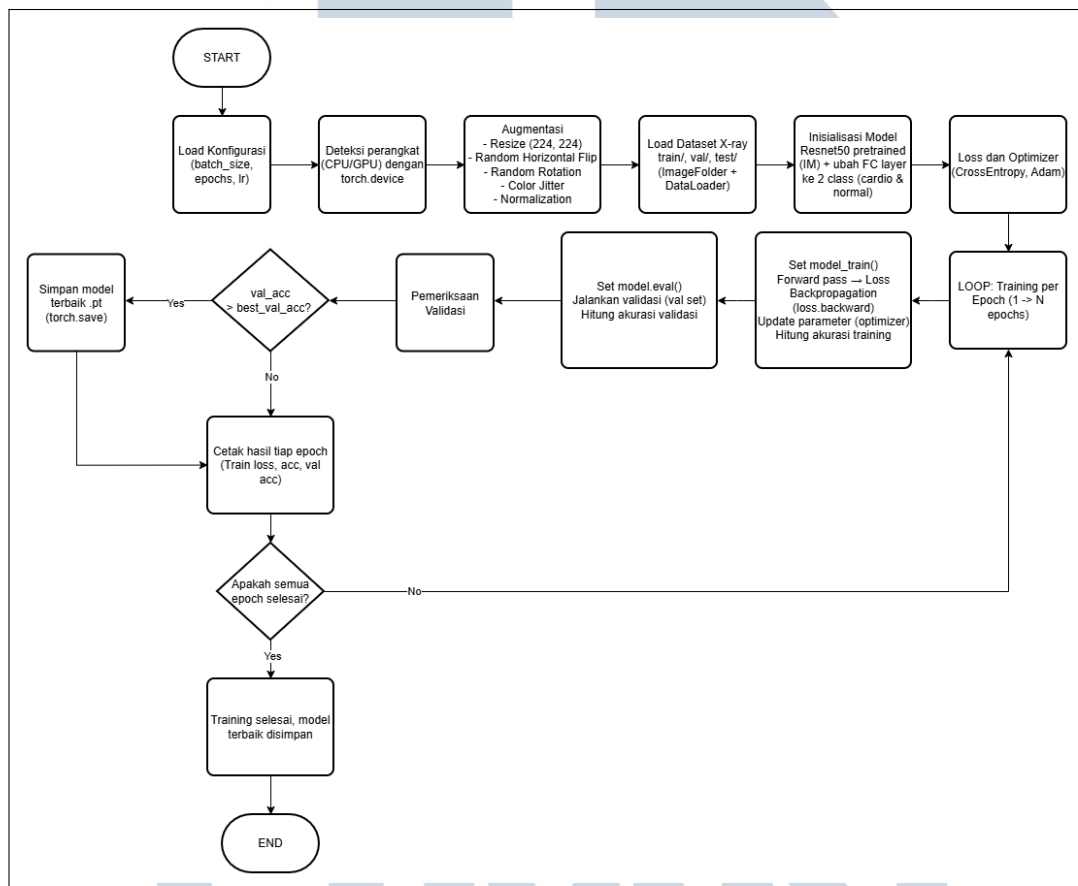 START
Load Konfigurasi
(batch_size,
epochs, lr)
Deteksi perangkat
(CPU/GPU) dengan
torch.device
Augmentasi
- Resize (224, 224)
- Random Horizontal Flip
- Random Rotation
- Color Jitter
- Normalization
Load Dataset X-ray
train/, val/, test/
(ImageFolder +
DataLoader)
Inisialisasi Model
Resnet50 pretrained
(IM) + ubah FC layer
ke 2 class (cardio &
normal)
Loss dan Optimizer
(CrossEntropy, Adam)
LOOP: Training per
Epoch (1 -> N
epochs)
Set model_train()
Forward pass → Loss
Backpropagation
(loss.backward)
Update parameter (optimizer)
Hitung akurasi training
Set model.eval()
Jalankan validasi (val set)
Hitung akurasi validasi
Pemeriksaan
Validasi
val_acc
> best_val_acc?
Yes
Simpan model
terbaik .pt
(torch.save)
No
Cetak hasil tiap epoch
(Train loss, acc, val
acc)
Apakah semua
epoch selesai?
No
Yes
Training selesai, model
terbaik disimpan
END